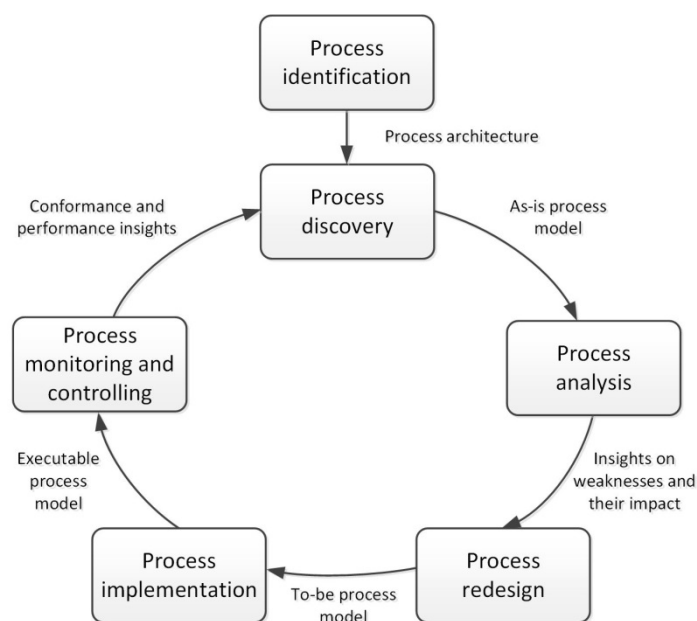 Process
identification
Process architecture
Process
discovery
Conformance and
performance insights
As-is process
model
Process
monitoring and
controlling
Process
analysis
Executable
process
model
Insights on
weaknesses and
their impact
Process
implementation
Process
redesign
To-be process
model